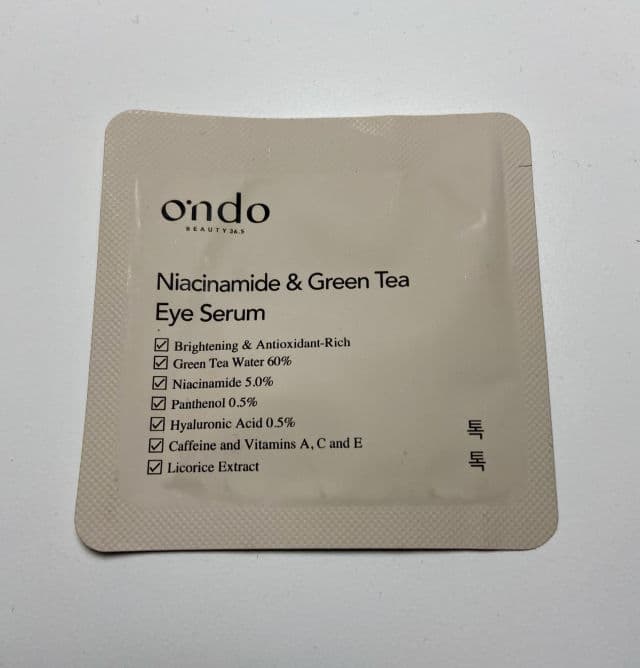 ondo
BEAUTY 36.5
Niacinamide & Green Tea
Eye Serum
☑ Brightening & Antioxidant-Rich
☑ Green Tea Water 60%
☑ Niacinamide 5.0%
☑ Panthenol 0.5%
☑ Hyaluronic Acid 0.5%
☑ Caffeine and Vitamins A, C and E
☑ Licorice Extract
톡
톡